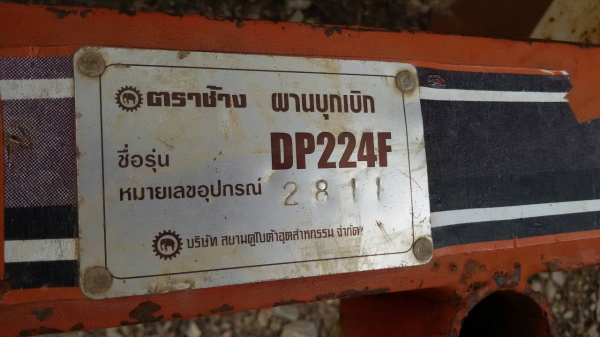 ตราช้าง ผานบุกเบิก
ชื่อรุ่น DP224F
หมายเลขอุปกรณ์ 2811
บริษัท สยามคูโบต้าอุตสาหกรรม จำกัด